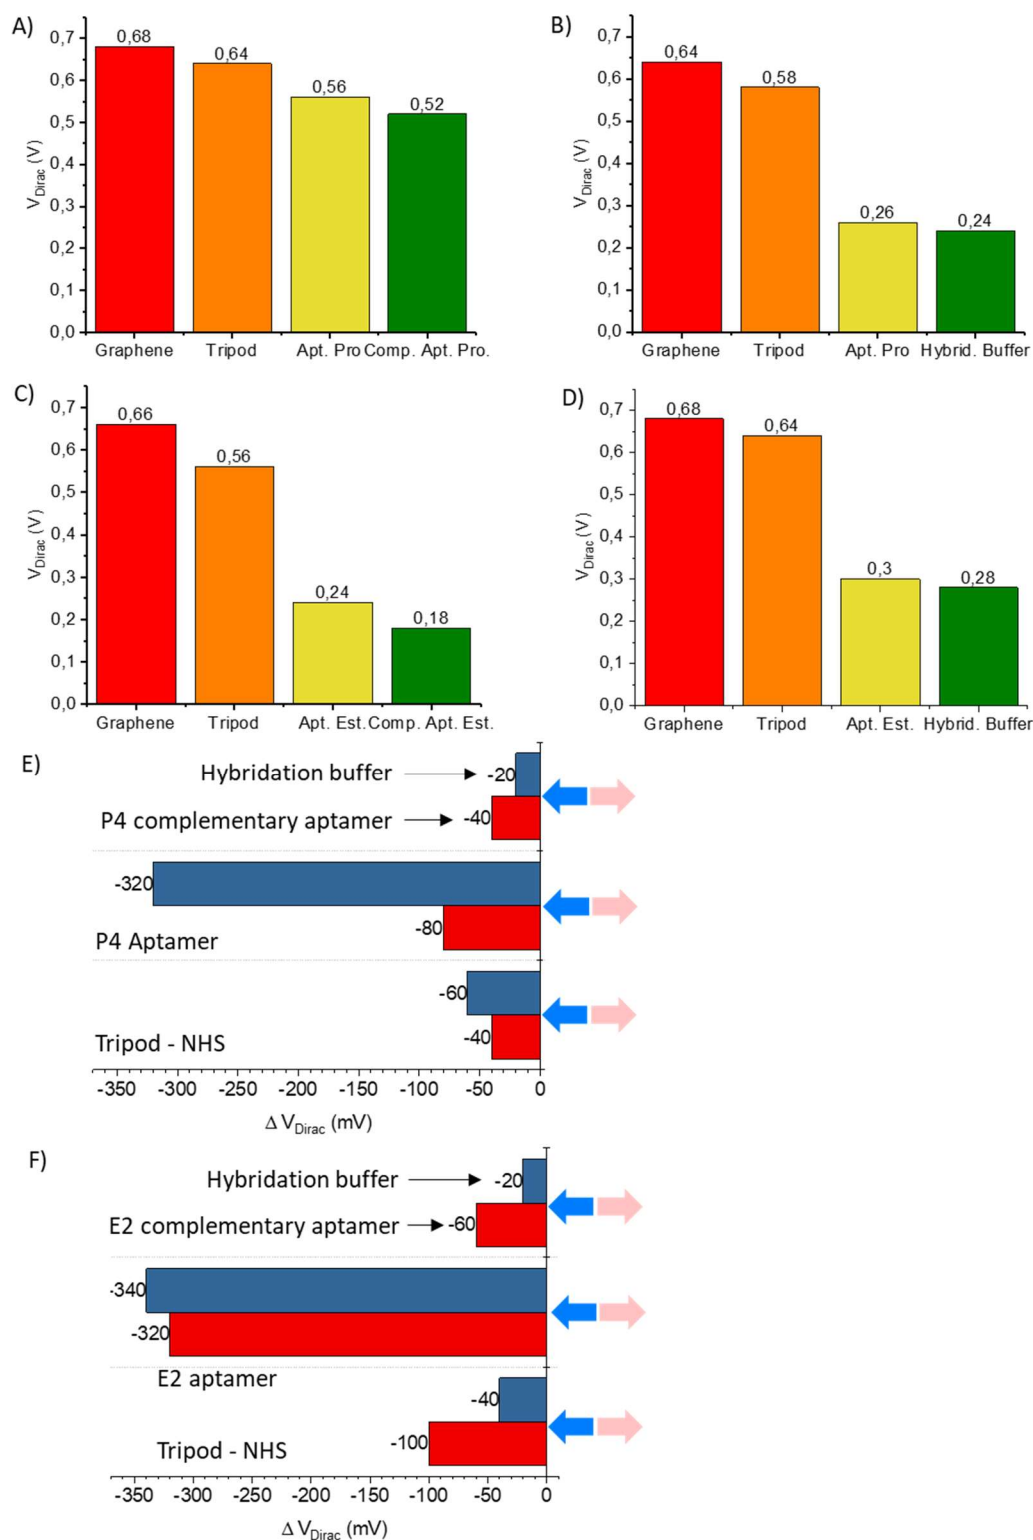 A)
V_Dirac (V)
0,7
0,6
0,5
0,4
0,3
0,2
0,1
0,0
0,68
0,64
0,56
0,52
Graphene Tripod Apt. Pro Comp. Apt. Pro.
B)
V_Dirac (V)
0,7
0,6
0,5
0,4
0,3
0,2
0,1
0,0
0,64
0,58
0,26
0,24
Graphene Tripod Apt. Pro Hybrid. Buffer
C)
V_Dirac (V)
0,7
0,6
0,5
0,4
0,3
0,2
0,1
0,0
0,66
0,56
0,24
0,18
Graphene Tripod Apt. Est. Comp. Apt. Est.
D)
V_Dirac (V)
0,7
0,6
0,5
0,4
0,3
0,2
0,1
0,0
0,68
0,64
0,3
0,28
Graphene Tripod Apt. Est. Hybrid. Buffer
E)
Hybridation buffer -20
P4 complementary aptamer -40
-320
-80
P4 Aptamer
-60
-40
Tripod - NHS
-350 -300 -250 -200 -150 -100 -50 0
Δ V_Dirac (mV)
F)
Hybridation buffer -20
E2 complementary aptamer -60
-340
-320
E2 aptamer
-40
-100
Tripod - NHS
-350 -300 -250 -200 -150 -100 -50 0
Δ V_Dirac (mV)